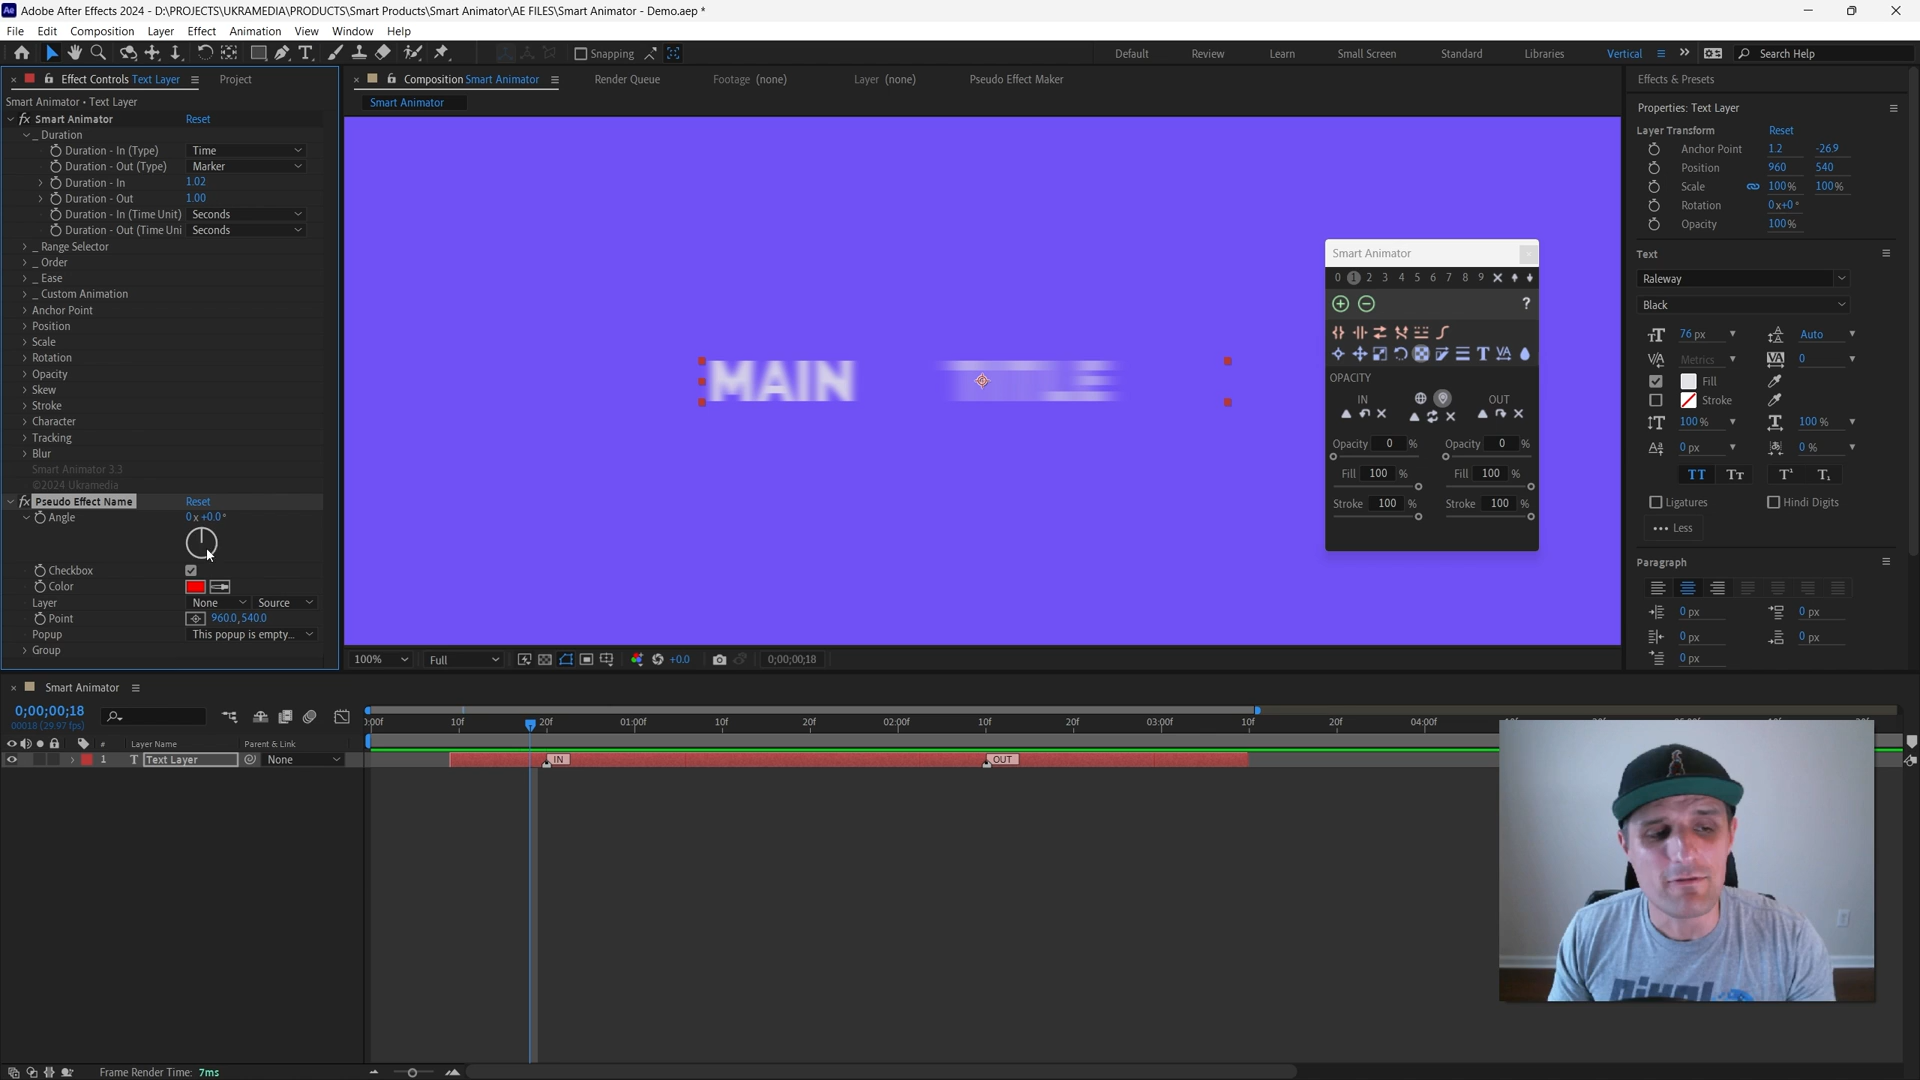 Ae Adobe After Effects 2024 - D:\PROJECTS\UKRAMEDIA\PRODUCTS\Smart Products\Smart Animator\AE FILES\Smart Animator - Demo.aep *
File Edit Composition Layer Effect Animation View Window Help
Snapping
Default Review Learn Small Screen Standard Libraries Vertical Search Help
Effect Controls Text Layer Project
Smart Animator • Text Layer
fx Smart Animator Reset
_ Duration
Duration - In (Type) Time
Duration - Out (Type) Marker
Duration - In 1.02
Duration - Out 1.00
Duration - In (Time Unit) Seconds
Duration - Out (Time Uni Seconds
_ Range Selector
_ Order
_ Ease
_ Custom Animation
Anchor Point
Position
Scale
Rotation
Opacity
Skew
Stroke
Character
Tracking
Blur
Smart Animator 3.3
©2024 Ukramedia
fx Pseudo Effect Name Reset
Angle 0 x +0.0°
Checkbox
Color
Layer None Source
Point 960.0, 540.0
Popup This popup is empty...
Group
Composition Smart Animator Render Queue Footage (none) Layer (none) Pseudo Effect Maker
Smart Animator
MAIN
Smart Animator
0 1 2 3 4 5 6 7 8 9
?
OPACITY
IN OUT
Opacity 0 % Opacity 0 %
Fill 100 % Fill 100 %
Stroke 100 % Stroke 100 %
100% Full +0.0 0;00;00;18
Effects & Presets
Properties: Text Layer
Layer Transform Reset
Anchor Point 1.2 -26.9
Position 960 540
Scale 100% 100%
Rotation 0x+0°
Opacity 100%
Text
Raleway
Black
76 px Auto
Metrics 0
Fill
Stroke
100 % 100 %
0 px 0 %
TT Tт T¹ T₁
Ligatures Hindi Digits
••• Less
Paragraph
0 px 0 px
0 px 0 px
0 px
Smart Animator
0;00;00;18
00018 (29.97 fps)
# Layer Name Parent & Link
1 T Text Layer None
0:00f 10f 20f 01:00f 10f 20f 02:00f 10f 20f 03:00f 10f 20f 04:00f
IN OUT
A
Frame Render Time: 7ms